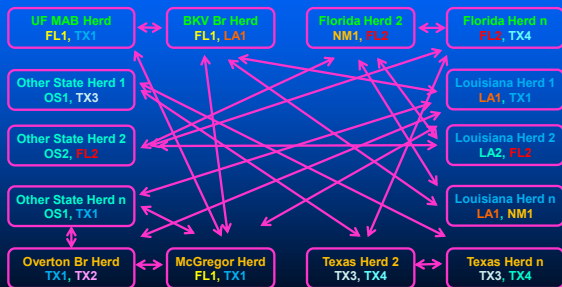 UF MAB Herd
FL1, TX1
BKV Br Herd
FL1, LA1
Florida Herd 2
NM1, FL2
Florida Herd n
FL2, TX4
Other State Herd 1
OS1, TX3
Louisiana Herd 1
LA1, TX1
Other State Herd 2
OS2, FL2
Louisiana Herd 2
LA2, FL2
Other State Herd n
OS1, TX1
Louisiana Herd n
LA1, NM1
Overton Br Herd
TX1, TX2
McGregor Herd
FL1, TX1
Texas Herd 2
TX3, TX4
Texas Herd n
TX3, TX4